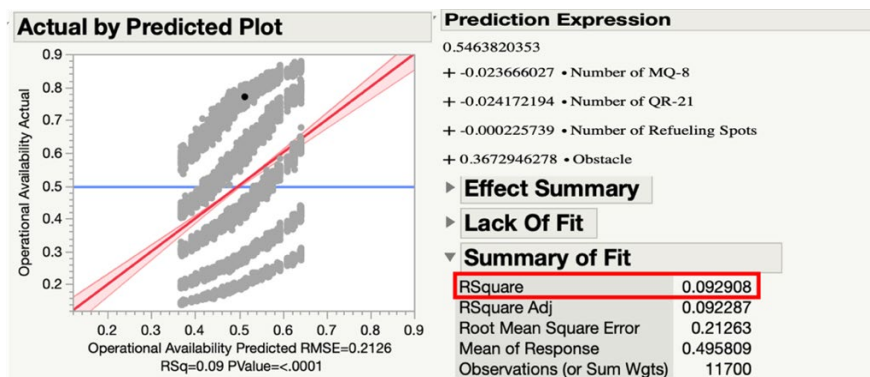 Actual by Predicted Plot
0.9
0.8
0.7
0.6
0.5
0.4
0.3
0.2
Operational Availability Actual
0.2 0.3 0.4 0.5 0.6 0.7 0.8 0.9
Operational Availability Predicted RMSE=0.2126
RSq=0.09 PValue=<.0001
Prediction Expression
0.5463820353
+ -0.023666027 • Number of MQ-8
+ -0.024172194 • Number of QR-21
+ -0.000225739 • Number of Refueling Spots
+ 0.3672946278 • Obstacle
Effect Summary
Lack Of Fit
Summary of Fit
RSquare 0.092908
RSquare Adj 0.092287
Root Mean Square Error 0.21263
Mean of Response 0.495809
Observations (or Sum Wgts) 11700